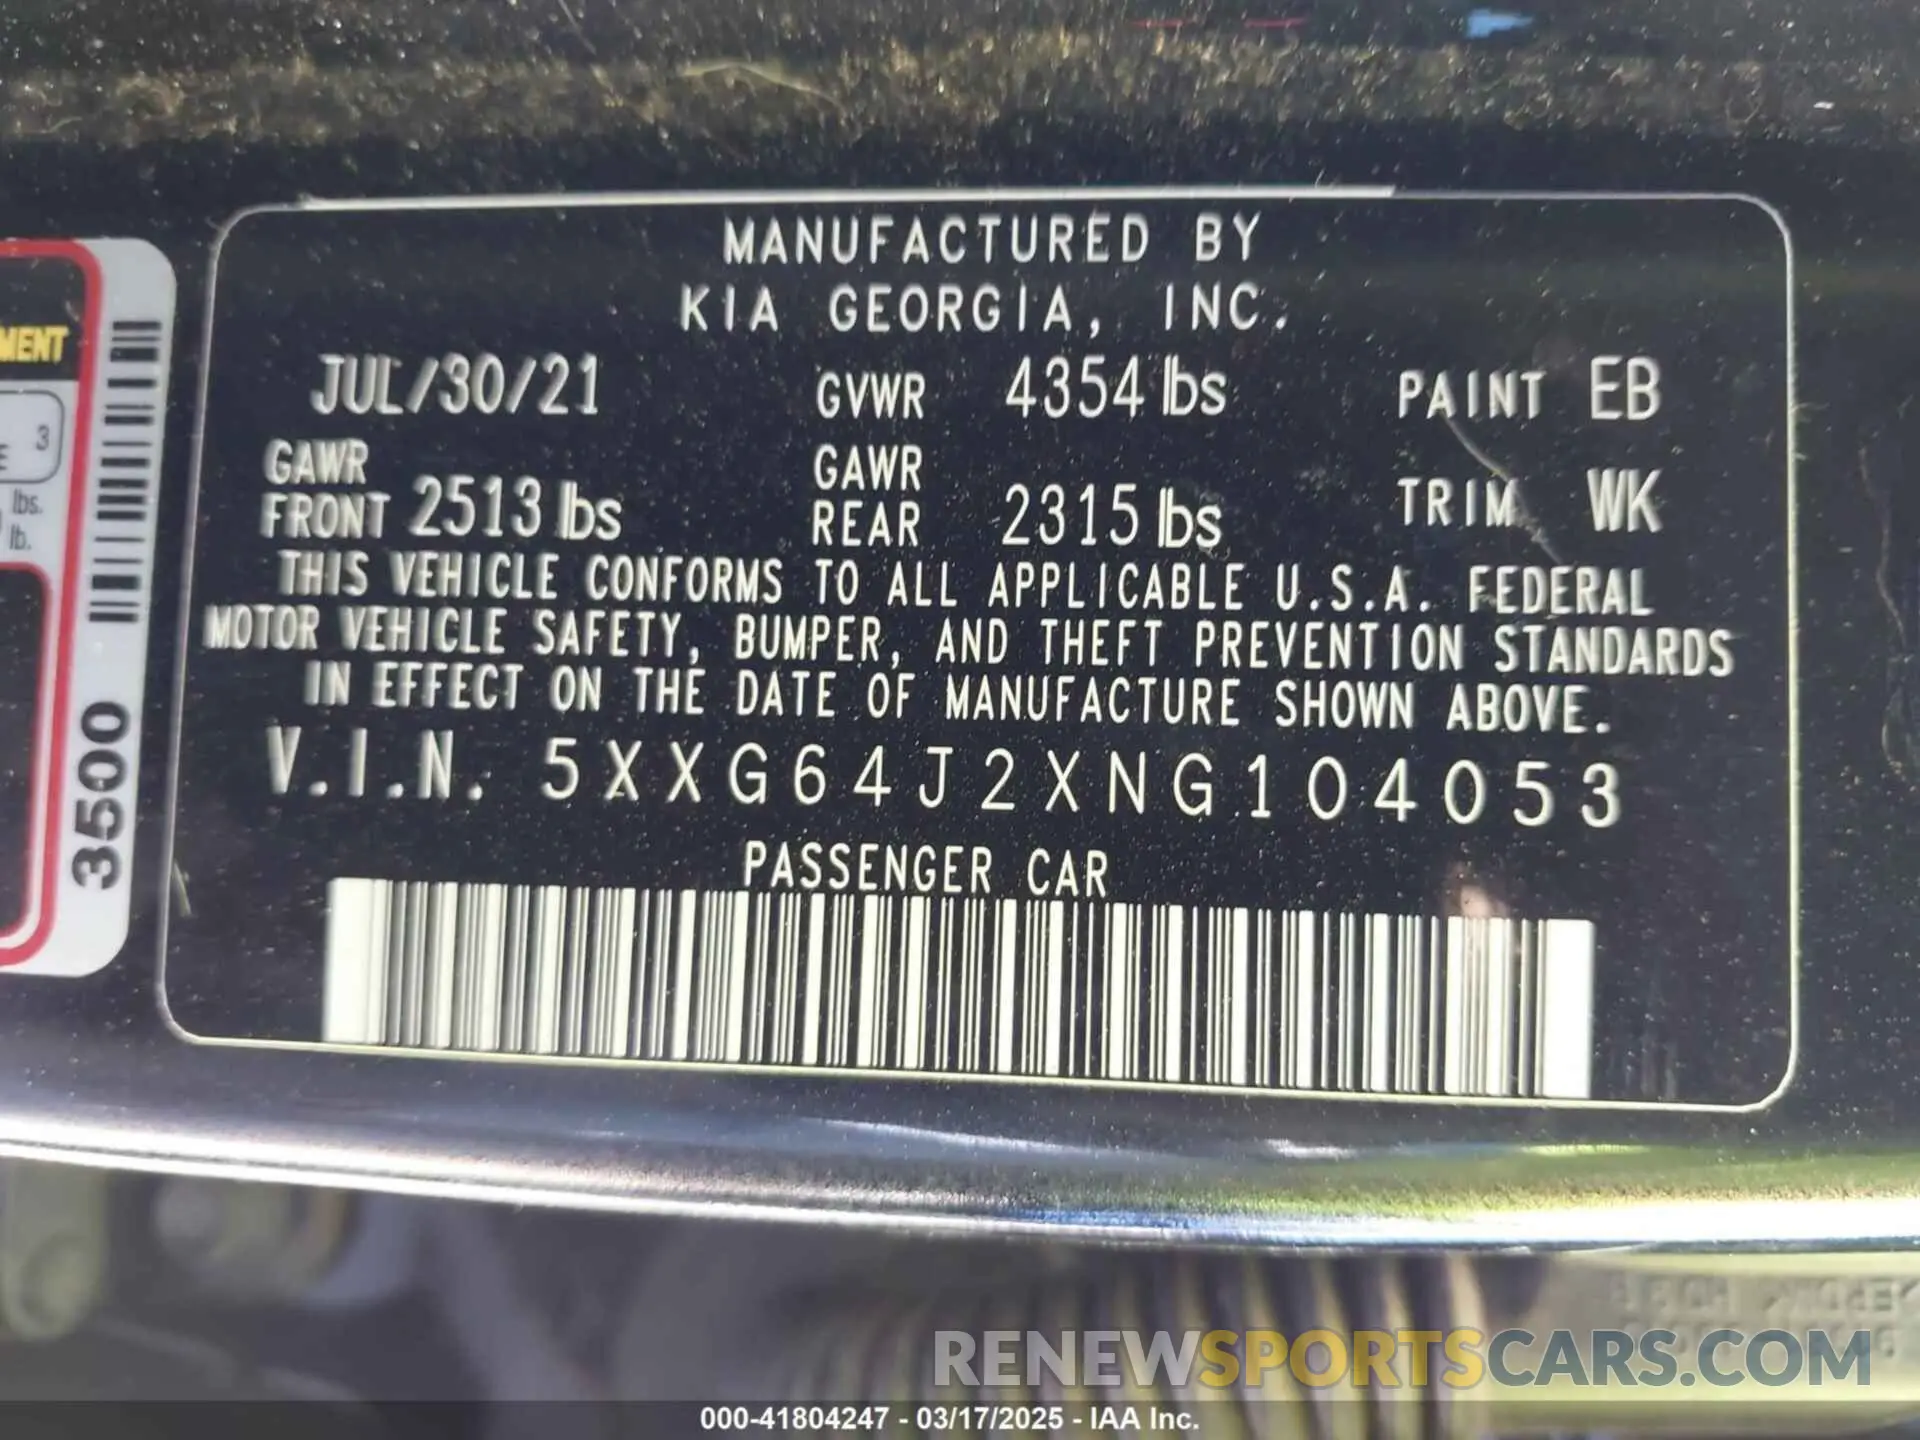 MANUFACTURED BY
KIA GEORGIA, INC.
JUL/30/21 GVWR 4354 lbs PAINT EB
GAWR FRONT 2513 lbs GAWR REAR 2315 lbs TRIM WK
THIS VEHICLE CONFORMS TO ALL APPLICABLE U.S.A. FEDERAL
MOTOR VEHICLE SAFETY, BUMPER, AND THEFT PREVENTION STANDARDS
IN EFFECT ON THE DATE OF MANUFACTURE SHOWN ABOVE.
V.I.N. 5XXG64J2XNG104053
PASSENGER CAR
3
lbs.
lb.
3500
RENEWSPORTSCARS.COM
000-41804247 - 03/17/2025 - IAA Inc.